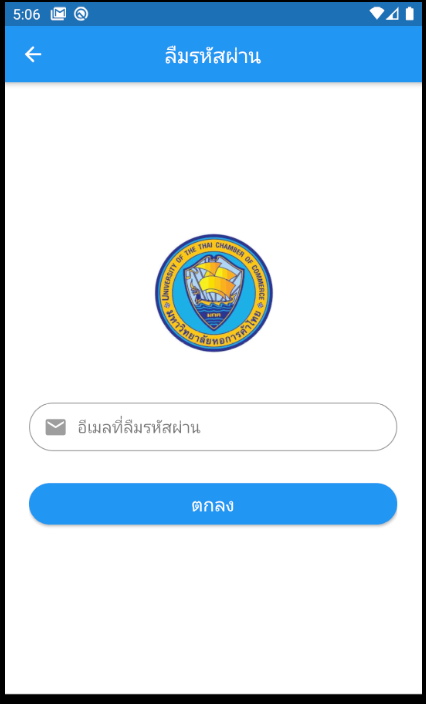 5:06
ลืมรหัสผ่าน
UNIVERSITY OF THE THAI CHAMBER OF COMMERCE
มหาวิทยาลัยหอการค้าไทย
อีเมลที่ลืมรหัสผ่าน
ตกลง